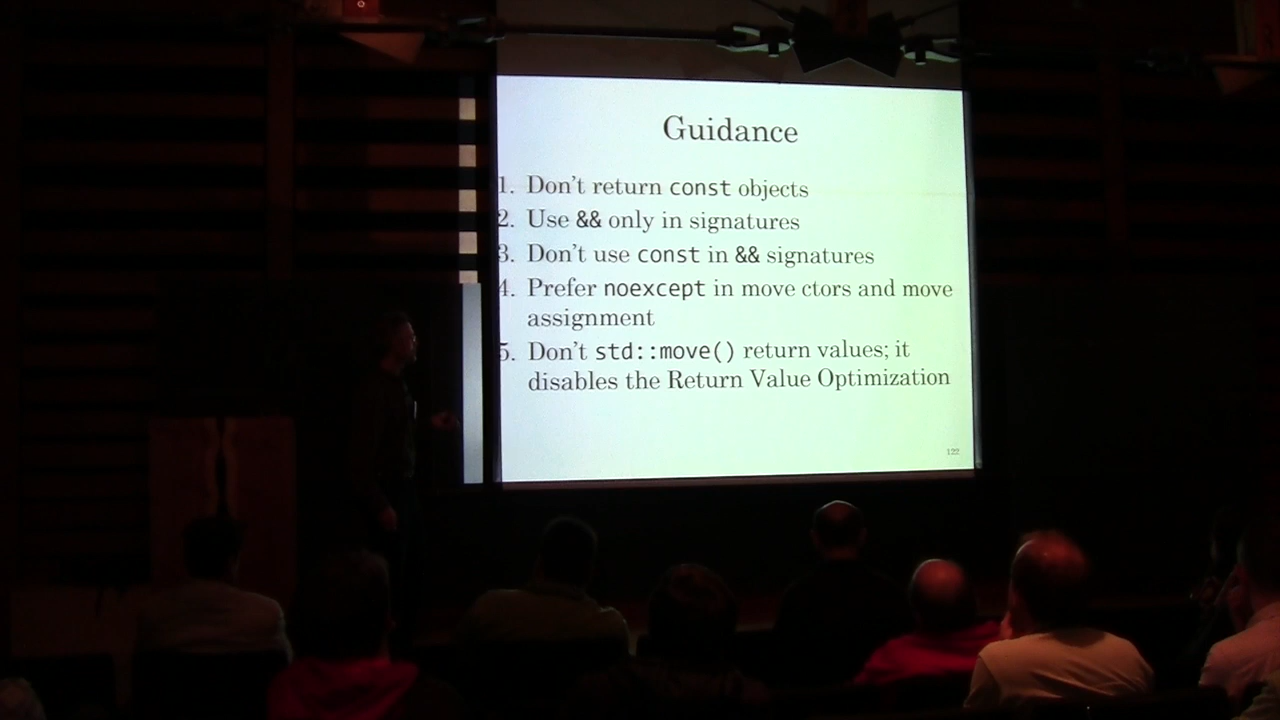 Guidance
1. Don't return const objects
2. Use && only in signatures
3. Don't use const in && signatures
4. Prefer noexcept in move ctors and move
assignment
5. Don't std::move() return values; it
disables the Return Value Optimization
122